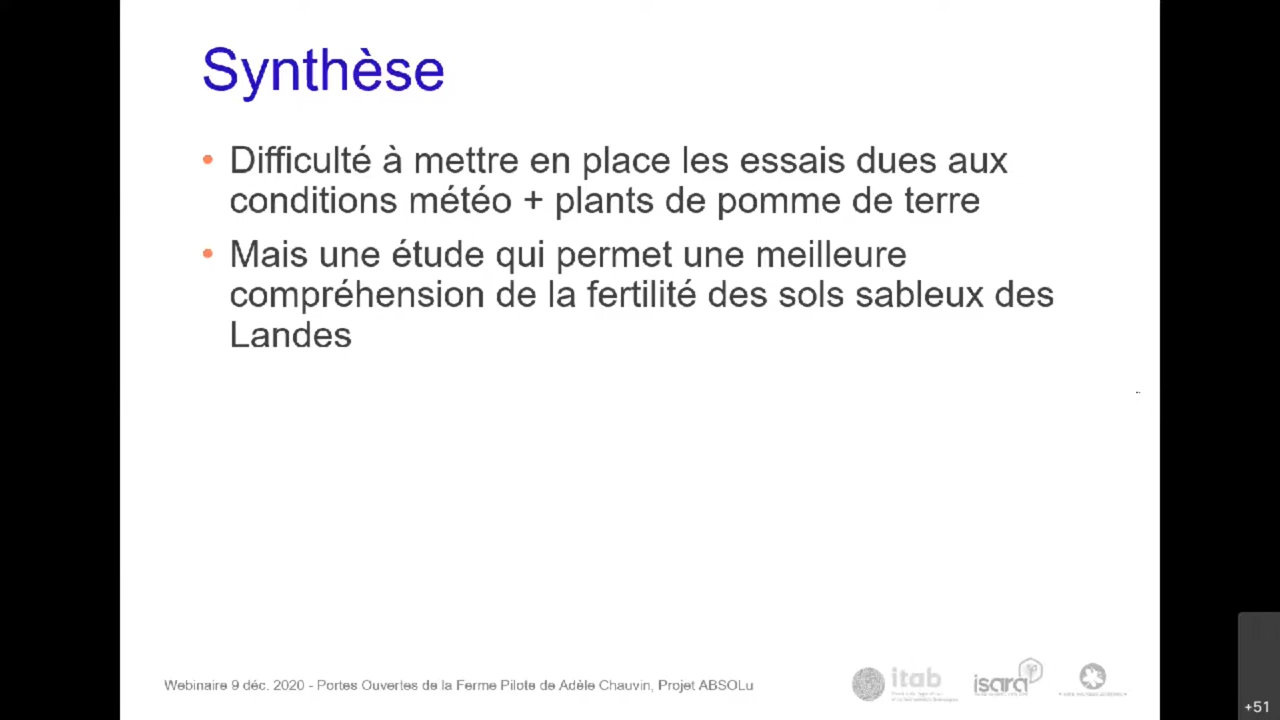 Synthèse
• Difficulté à mettre en place les essais dues aux
conditions météo + plants de pomme de terre
• Mais une étude qui permet une meilleure
compréhension de la fertilité des sols sableux des
Landes
Webinaire 9 déc. 2020 - Portes Ouvertes de la Ferme Pilote de Adèle Chauvin, Projet ABSOLu
itab
isara
+51